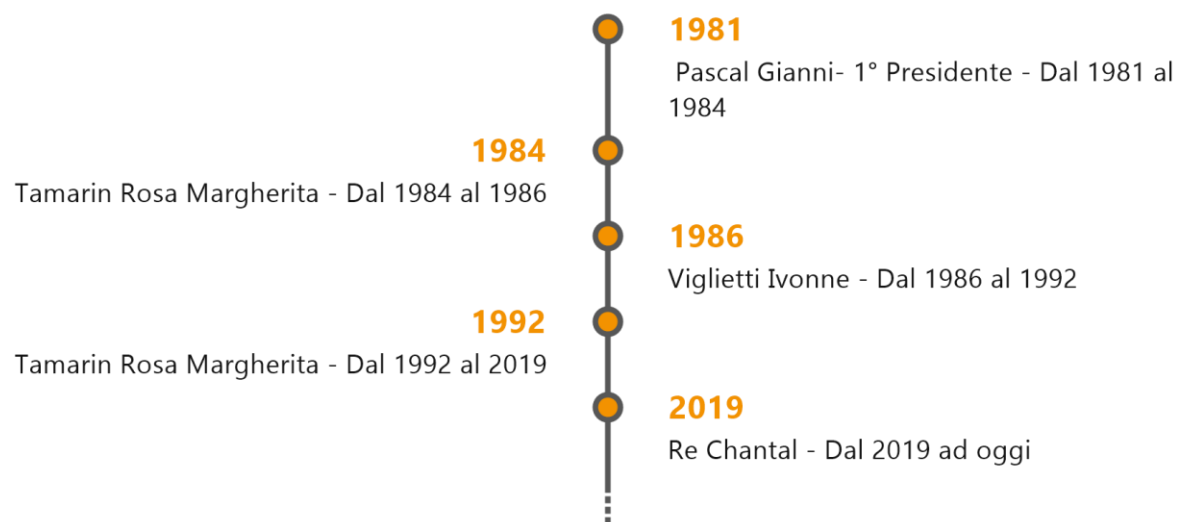 1981
Pascal Gianni- 1° Presidente - Dal 1981 al
1984
1984
Tamarin Rosa Margherita - Dal 1984 al 1986
1986
Viglietti Ivonne - Dal 1986 al 1992
1992
Tamarin Rosa Margherita - Dal 1992 al 2019
2019
Re Chantal - Dal 2019 ad oggi